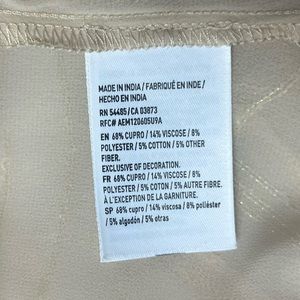 MADE IN INDIA / FABRIQUÉ EN INDE /
HECHO EN INDIA
RN 54485/CA 03873
RFC# AEM120605U9A
EN 68% CUPRO / 14% VISCOSE / 8%
POLYESTER / 5% COTTON / 5% OTHER
FIBER.
EXCLUSIVE OF DECORATION.
FR 68% CUPRO / 14% VISCOSE / 8%
POLYESTER / 5% COTON / 5% AUTRE FIBRE.
À L'EXCEPTION DE LA GARNITURE.
SP 68% cupro / 14% viscosa / 8% poliéster
/ 5% algodón / 5% otras